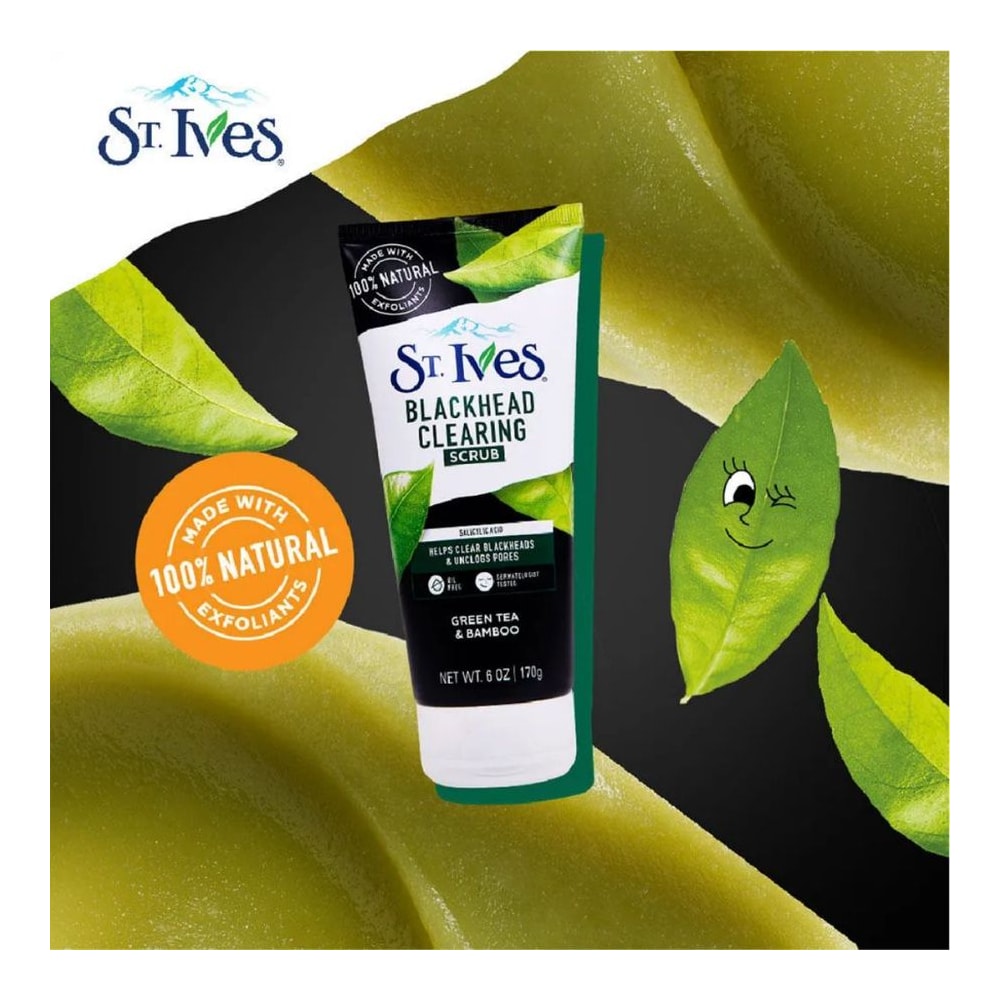 St. Ives
MADE WITH
100% NATURAL
EXFOLIANTS
St. Ives
BLACKHEAD
CLEARING
SCRUB
SALICYLIC ACID
HELPS CLEAR BLACKHEADS
& UNCLOGS PORES
OIL
FREE
DERMATOLOGIST
TESTED
GREEN TEA
& BAMBOO
NET WT. 6 OZ | 170g
MADE WITH
100% NATURAL
EXFOLIANTS